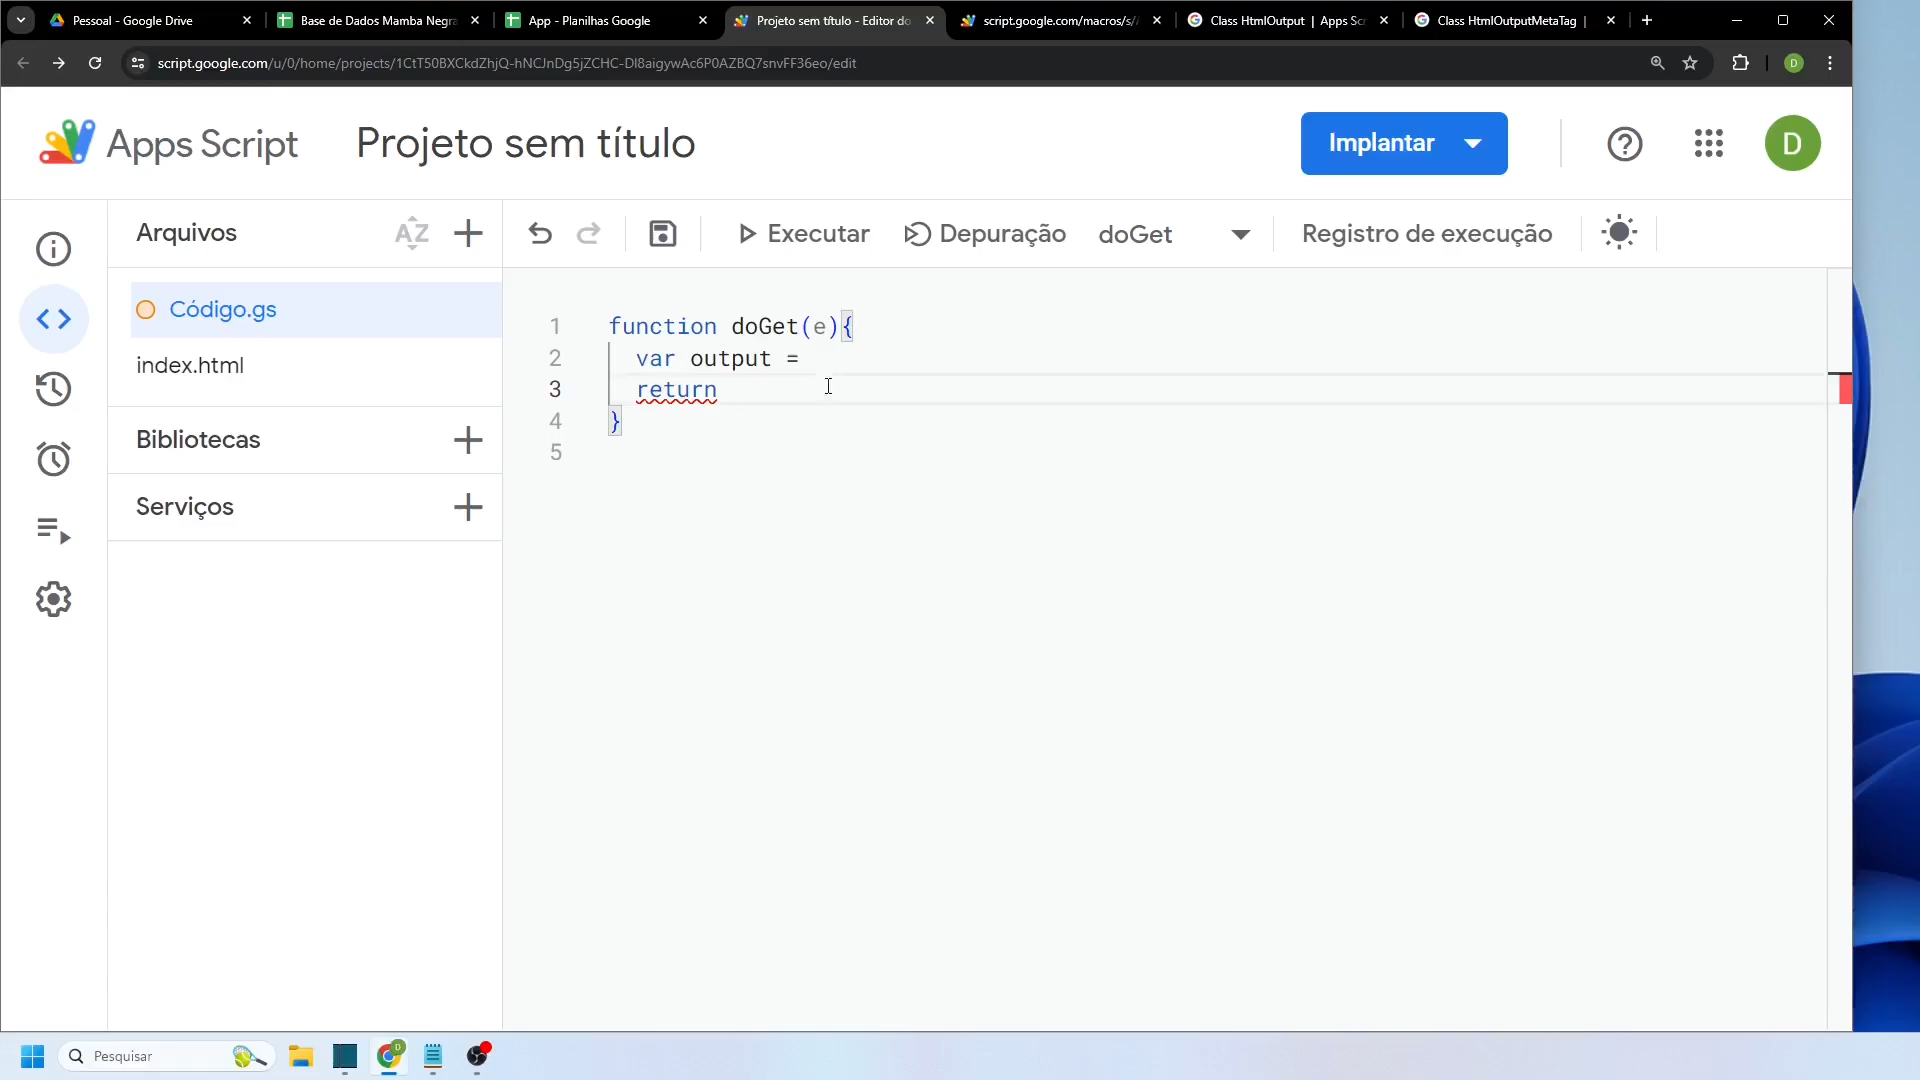 Pessoal - Google Drive
Base de Dados Mamba Negra
App - Planilhas Google
Projeto sem título - Editor do
script.google.com/macros/s/
Class HtmlOutput | Apps Scr
Class HtmlOutputMetaTag |
script.google.com/u/0/home/projects/1CtT50BXCkdZhjQ-hNCJnDg5jZCHC-DI8aigywAc6P0AZBQ7snvFF36eo/edit
D
Apps Script
Projeto sem título
Implantar
D
Arquivos
AZ
Executar
Depuração
doGet
Registro de execução
Código.gs
index.html
Bibliotecas
Serviços
1 function doGet(e){
2 var output =
3 return
4 }
5
Pesquisar
D